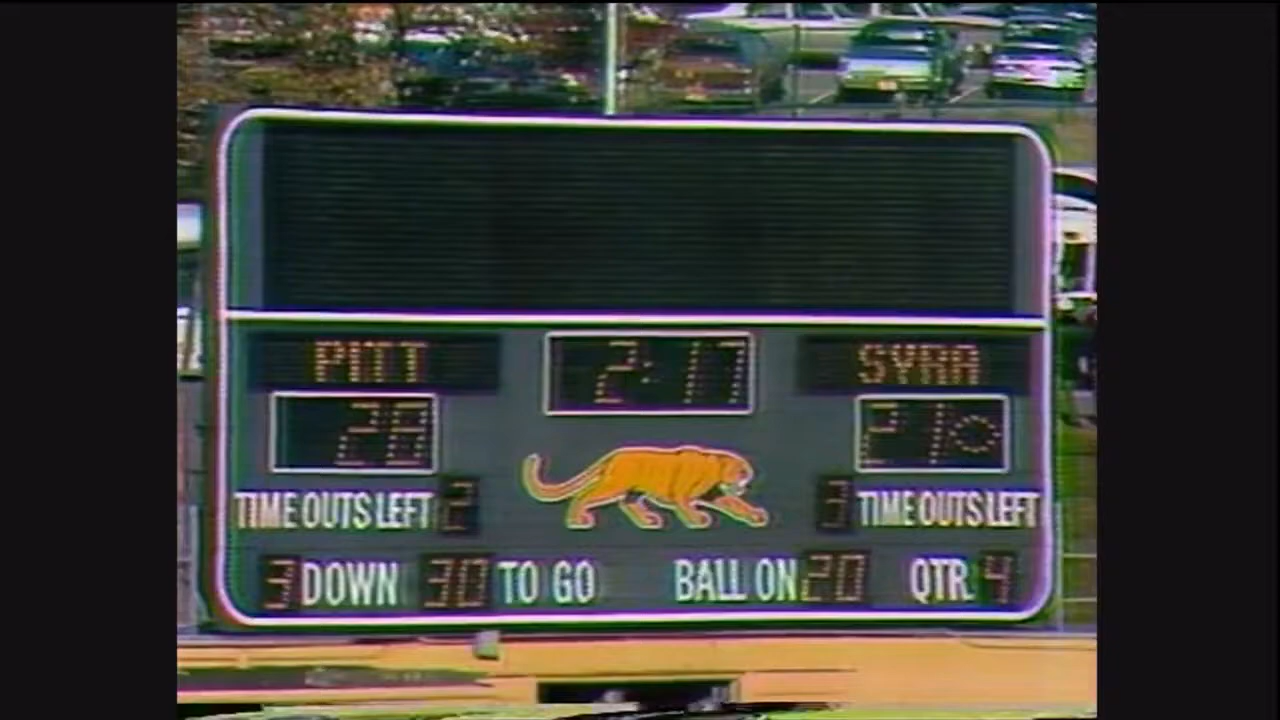 PITT 2:17 SYRA
28 21
TIME OUTS LEFT 2 3 TIME OUTS LEFT
3 DOWN 30 TO GO BALL ON 20 QTR 4